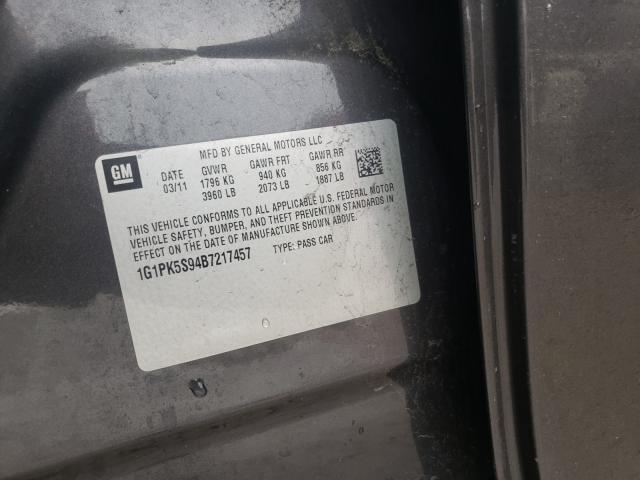 GM
MFD BY GENERAL MOTORS LLC
DATE GVWR GAWR FRT GAWR RR
03/11 1796 KG 940 KG 856 KG
3960 LB 2073 LB 1887 LB
THIS VEHICLE CONFORMS TO ALL APPLICABLE U.S. FEDERAL MOTOR
VEHICLE SAFETY, BUMPER, AND THEFT PREVENTION STANDARDS IN
EFFECT ON THE DATE OF MANUFACTURE SHOWN ABOVE.
1G1PK5S94B7217457 TYPE: PASS CAR